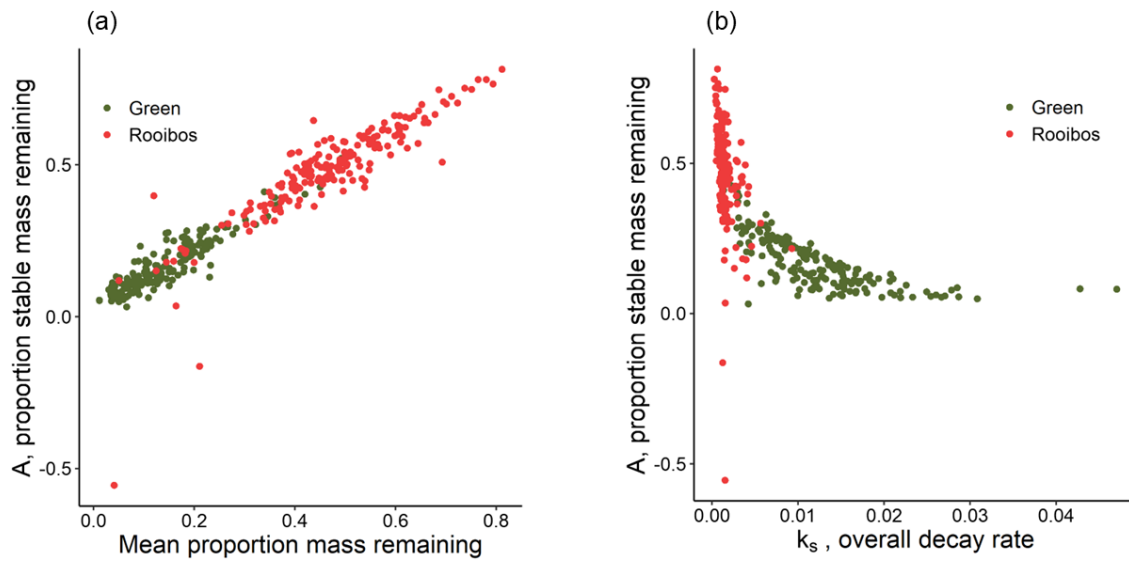 (a)
A, proportion stable mass remaining
0.5
0.0
-0.5
Green
Rooibos
0.0 0.2 0.4 0.6 0.8
Mean proportion mass remaining
(b)
A, proportion stable mass remaining
0.5
0.0
-0.5
Green
Rooibos
0.00 0.01 0.02 0.03 0.04
ks , overall decay rate